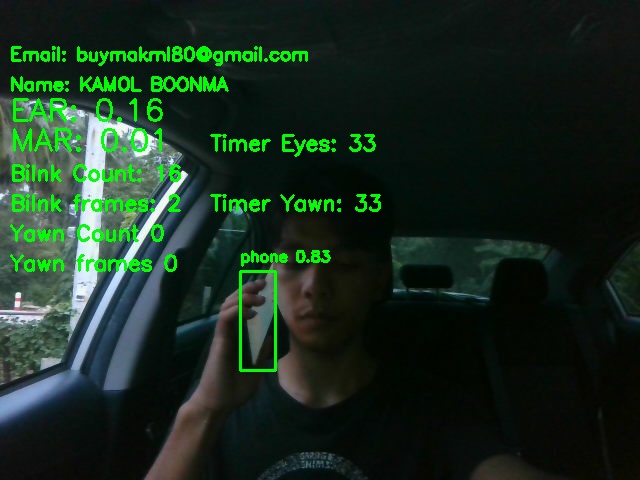 Email: buymakml80@gmail.com
Name: KAMOL BOONMA
EAR: 0.16
MAR: 0.01
Timer Eyes: 33
Bilnk Count: 16
Bilnk frames: 2
Timer Yawn: 33
Yawn Count 0
Yawn frames 0
phone 0.83
GAMING